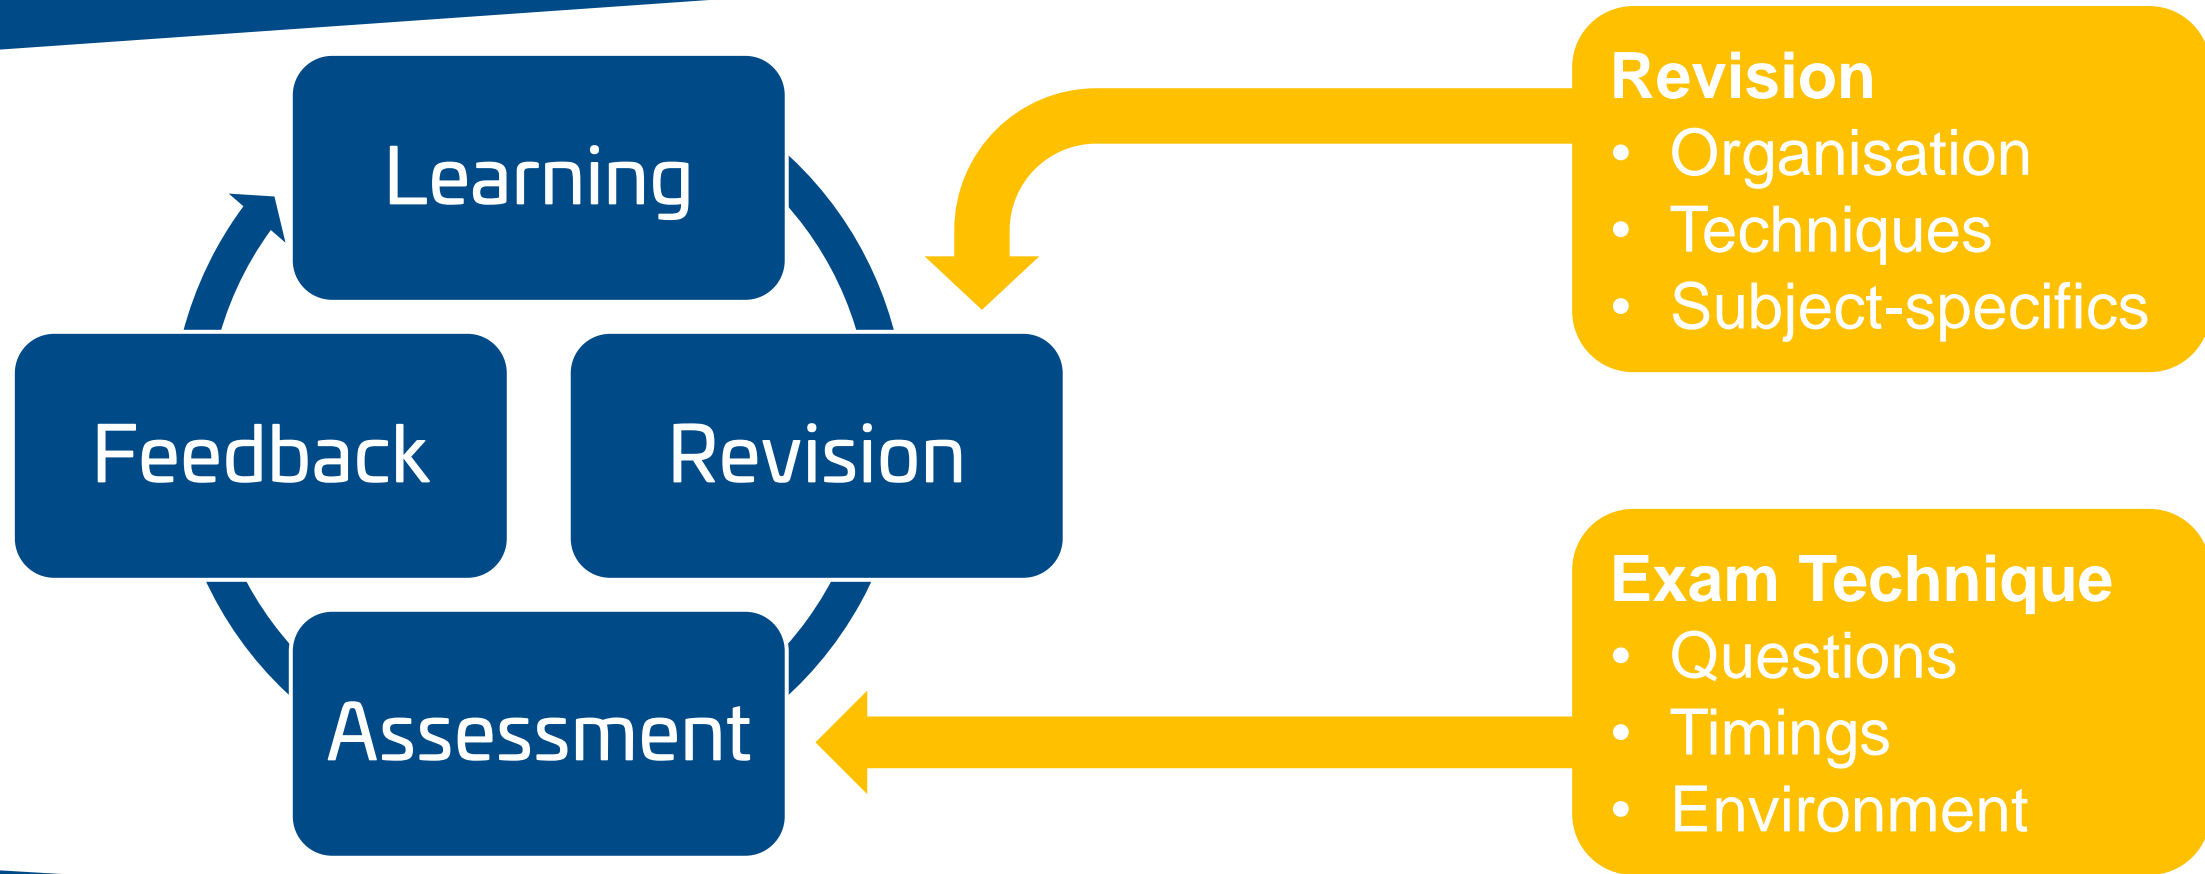 Learning
Feedback
Revision
Assessment
Revision
• Organisation
• Techniques
• Subject-specifics
Exam Technique
• Questions
• Timings
• Environment